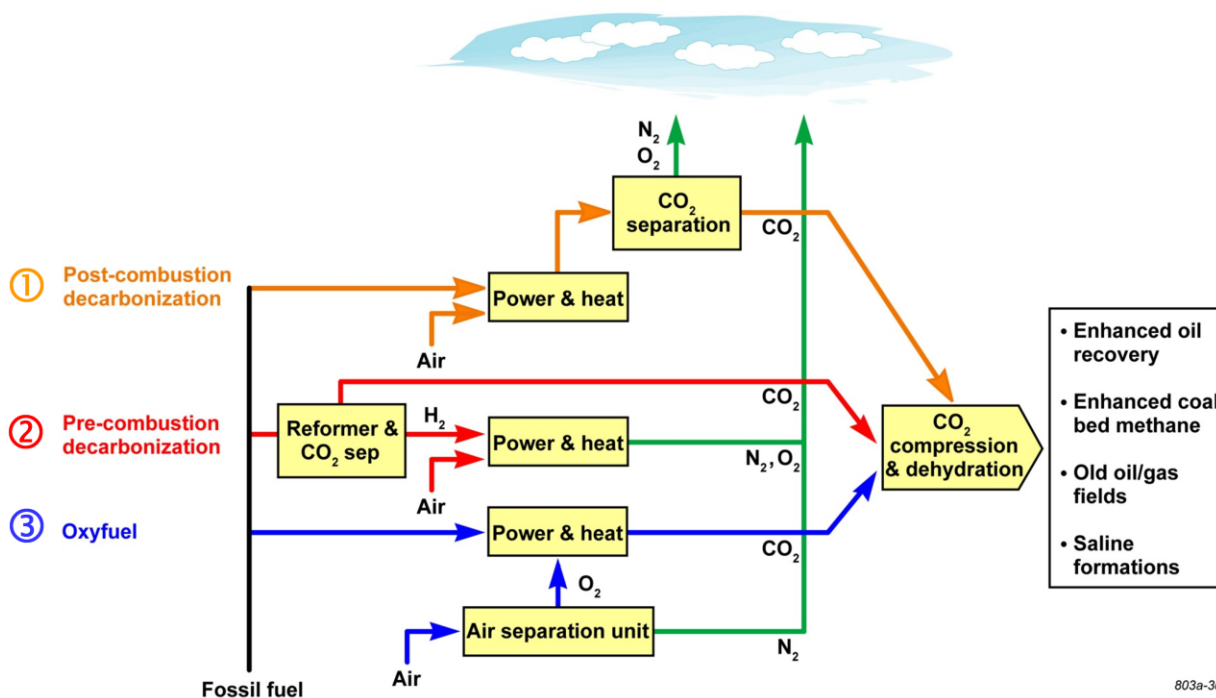 N₂
O₂
CO₂
separation
CO₂
① Post-combustion
decarbonization
Power & heat
Air
② Pre-combustion
decarbonization
Reformer &
CO₂ sep
H₂
Power & heat
Air
CO₂
N₂, O₂
③ Oxyfuel
Power & heat
CO₂
O₂
Air separation unit
Air
N₂
Fossil fuel
CO₂
compression
& dehydration
• Enhanced oil
recovery
• Enhanced coal
bed methane
• Old oil/gas
fields
• Saline
formations